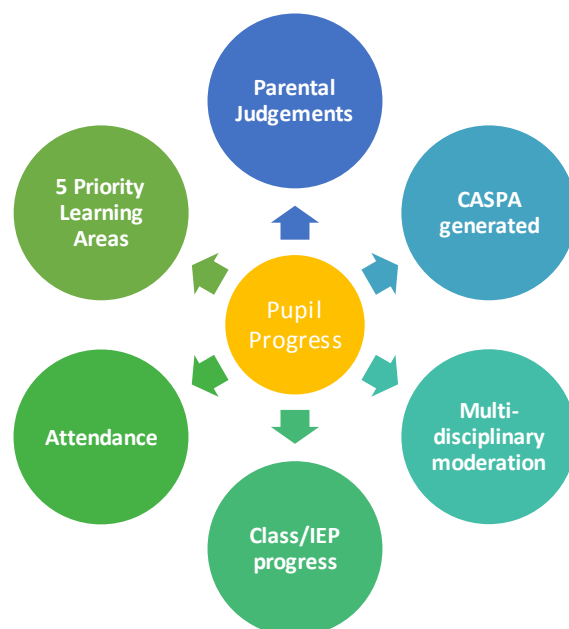 Parental
Judgements
5 Priority
Learning
Areas
CASPA
generated
Pupil
Progress
Attendance
Multi-
disciplinary
moderation
Class/IEP
progress